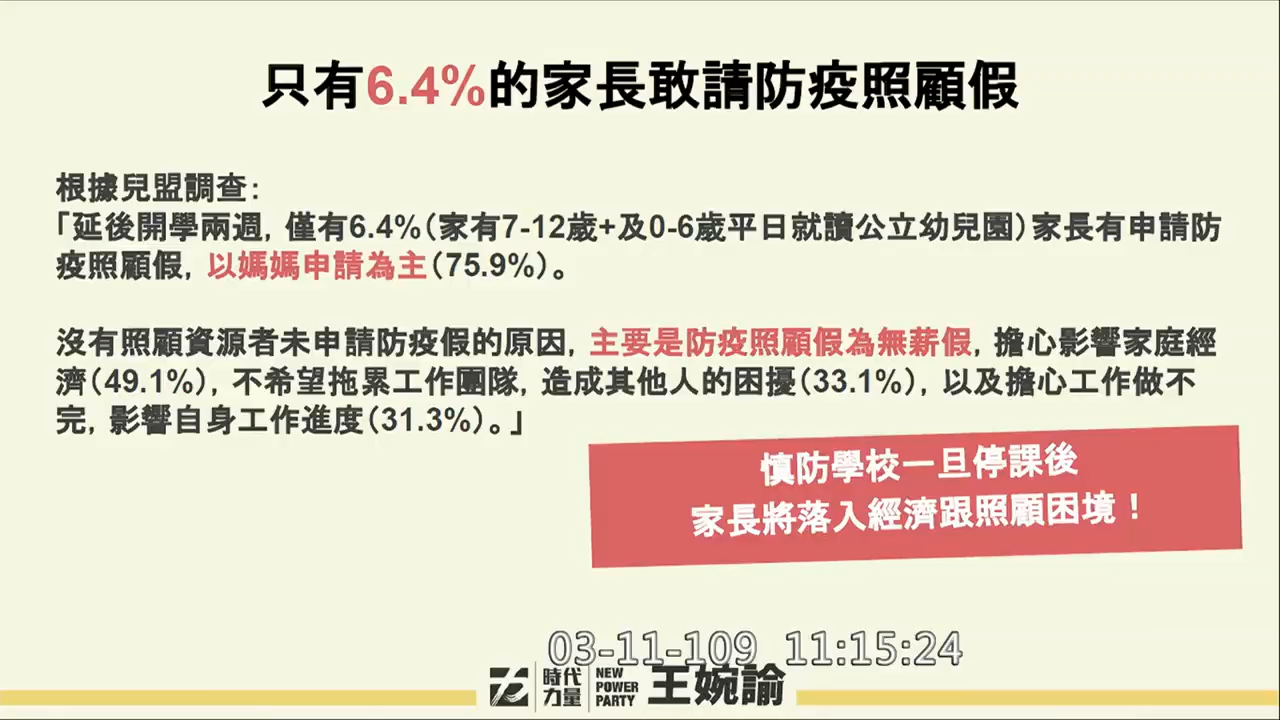 只有6.4%的家長敢請防疫照顧假
根據兒盟調查：
「延後開學兩週，僅有6.4%（家有7-12歲+及0-6歲平日就讀公立幼兒園）家長有申請防
疫照顧假，以媽媽申請為主（75.9%）。
沒有照顧資源者未申請防疫假的原因，主要是防疫照顧假為無薪假，擔心影響家庭經
濟（49.1%），不希望拖累工作團隊，造成其他人的困擾（33.1%），以及擔心工作做不
完，影響自身工作進度（31.3%）。」
慎防學校一旦停課後
家長將落入經濟跟照顧困境！
03-11-109 11:15:24
時代
力量
NEW
POWER
PARTY
王婉諭